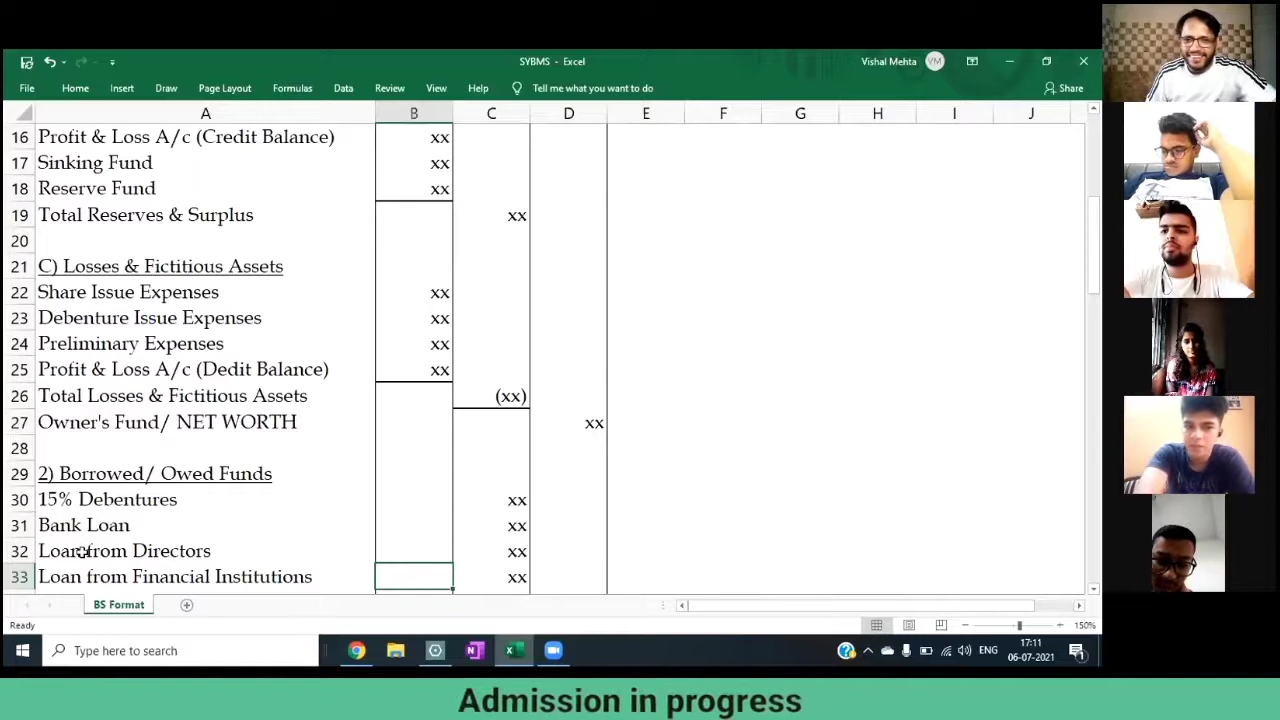 SYBMS - Excel
Vishal Mehta VM
File Home Insert Draw Page Layout Formulas Data Review View Help Tell me what you want to do Share
A B C D E F G H I J
16 Profit & Loss A/c (Credit Balance) xx
17 Sinking Fund xx
18 Reserve Fund xx
19 Total Reserves & Surplus xx
20
21 C) Losses & Fictitious Assets
22 Share Issue Expenses xx
23 Debenture Issue Expenses xx
24 Preliminary Expenses xx
25 Profit & Loss A/c (Dedit Balance) xx
26 Total Losses & Fictitious Assets (xx)
27 Owner's Fund/ NET WORTH xx
28
29 2) Borrowed/ Owed Funds
30 15% Debentures xx
31 Bank Loan xx
32 Loan from Directors xx
33 Loan from Financial Institutions xx
BS Format
Ready 150%
Type here to search ENG 17:11
06-07-2021 1
Admission in progress